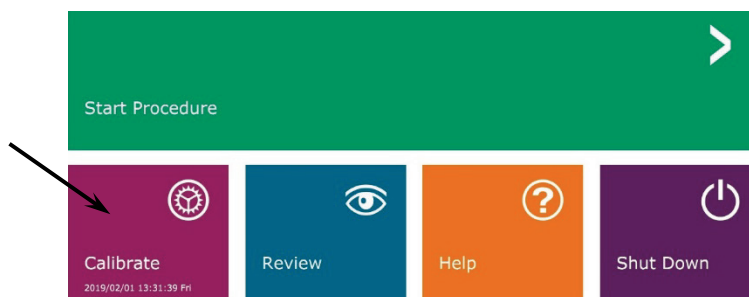 Start Procedure
Calibrate
2019/02/01 13:31:39 Fri
Review
Help
Shut Down